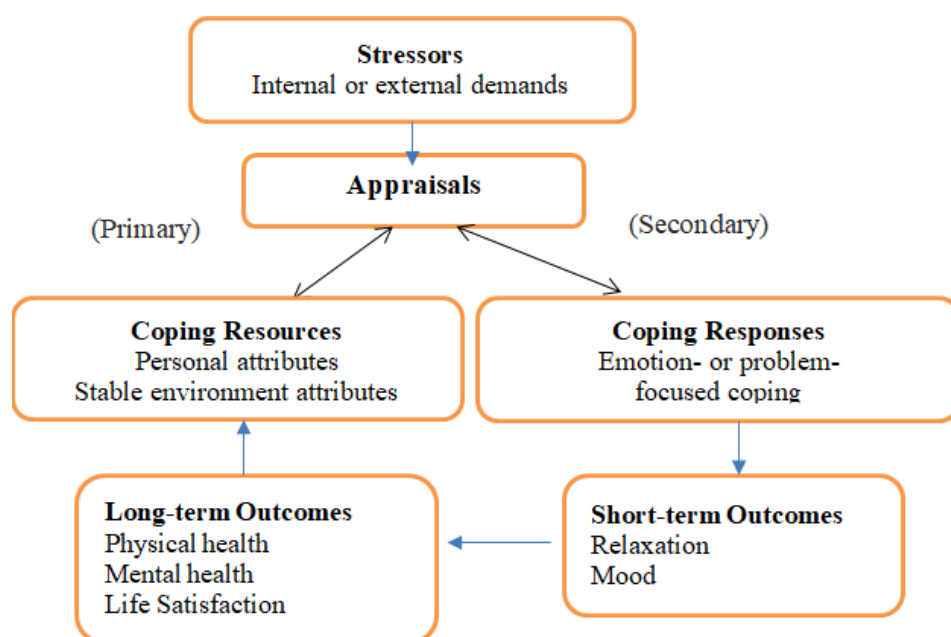 Stressors
Internal or external demands
Appraisals
(Primary)
(Secondary)
Coping Resources
Personal attributes
Stable environment attributes
Coping Responses
Emotion- or problem-
focused coping
Long-term Outcomes
Physical health
Mental health
Life Satisfaction
Short-term Outcomes
Relaxation
Mood